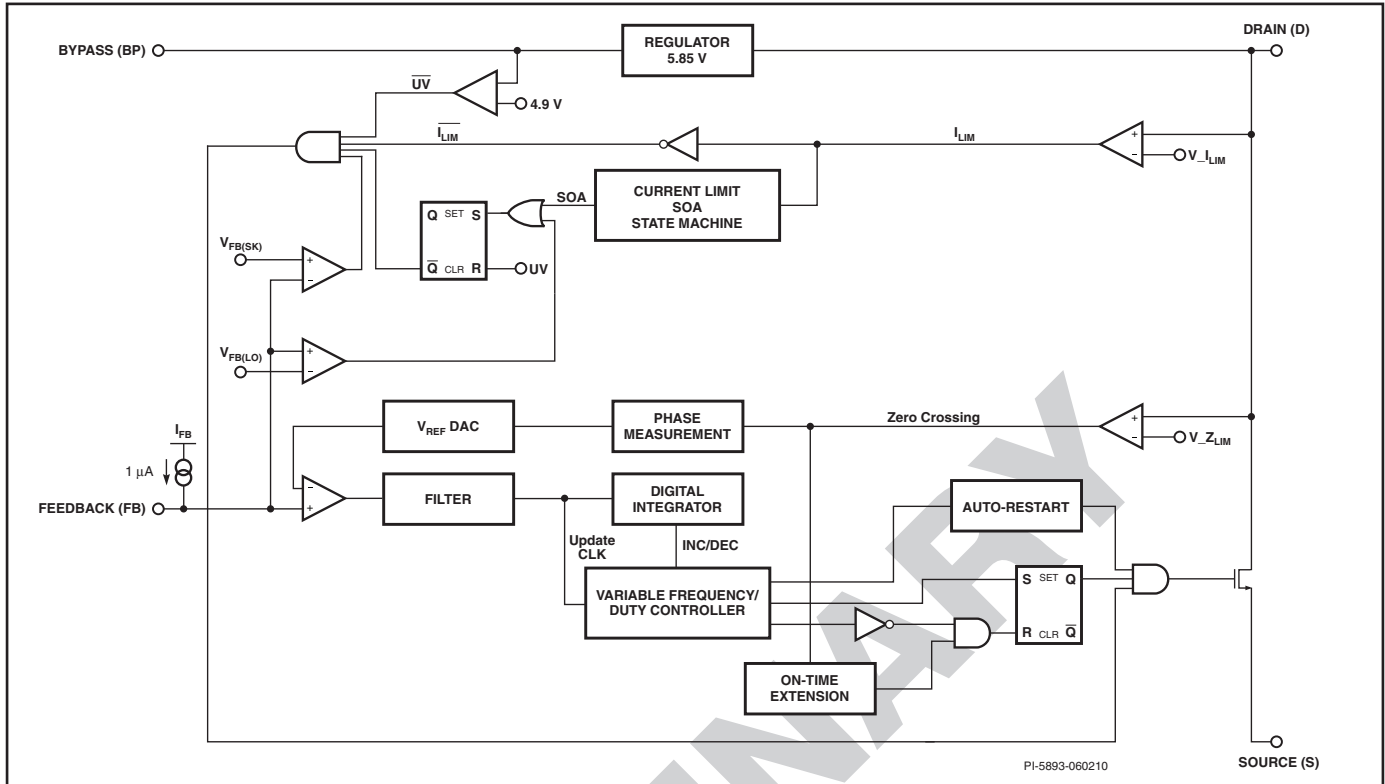 DRAIN (D)
BYPASS (BP)
REGULATOR
5.85 V
UV
4.9 V
ILIM
ILIM
+
-
V_ILIM
CURRENT LIMIT
SOA
STATE MACHINE
SOA
Q SET S
Q CLR R
UV
VFB(SK)
+
-
VFB(LO)
+
-
VREF DAC
PHASE
MEASUREMENT
Zero Crossing
+
-
V_ZLIM
IFB
1 µA
FEEDBACK (FB)
-
+
FILTER
DIGITAL
INTEGRATOR
AUTO-RESTART
Update
CLK
INC/DEC
VARIABLE FREQUENCY/
DUTY CONTROLLER
S SET Q
R CLR Q
ON-TIME
EXTENSION
SOURCE (S)
PI-5893-060210
INARY